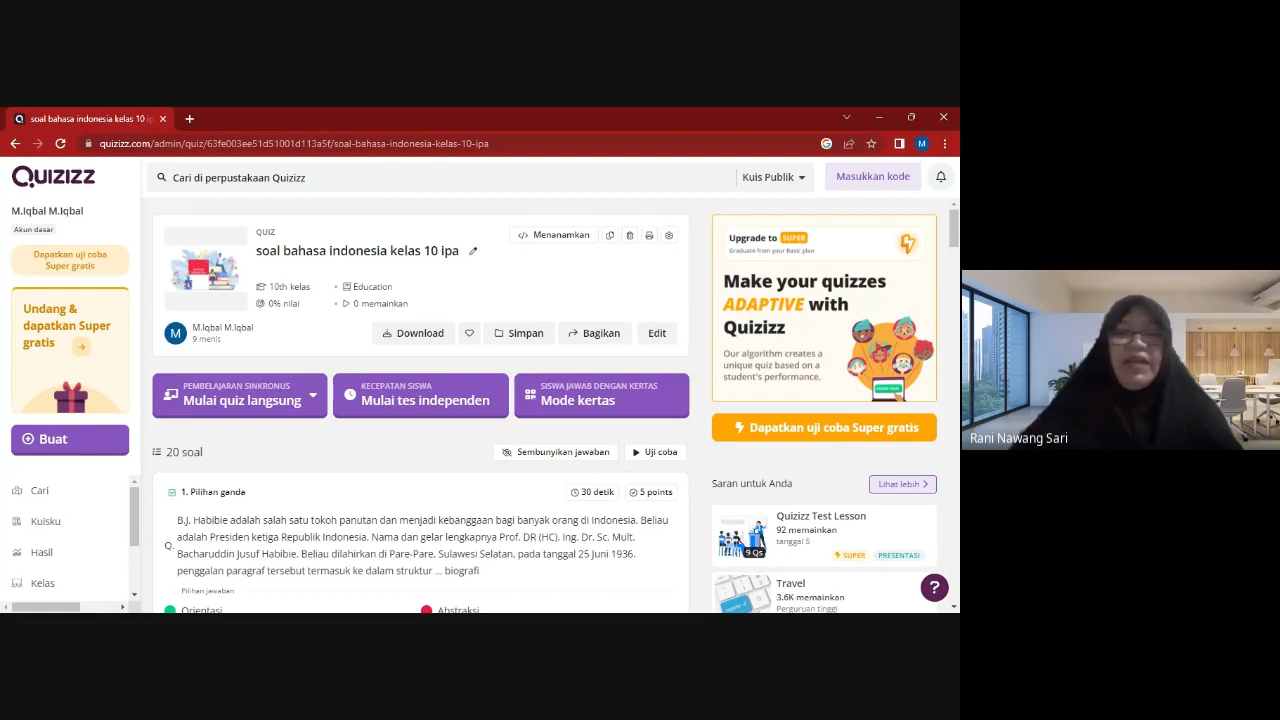 soal bahasa indonesia kelas 10 ip
quizizz.com/admin/quiz/63fe003ee51d51001d113a5f/soal-bahasa-indonesia-kelas-10-ipa
M
QUIZIZZ
Cari di perpustakaan Quizizz
Kuis Publik
Masukkan kode
M.Iqbal M.Iqbal
Akun dasar
Dapatkan uji coba
Super gratis
Undang &
dapatkan Super
gratis
Buat
Cari
Kuisku
Hasil
Kelas
QUIZ
Menanamkan
soal bahasa indonesia kelas 10 ipa
10th kelas
Education
0% nilai
0 memainkan
M
M.Iqbal M.Iqbal
9 menit
Download
Simpan
Bagikan
Edit
PEMBELAJARAN SINKRONUS
Mulai quiz langsung
KECEPATAN SISWA
Mulai tes independen
SISWA JAWAB DENGAN KERTAS
Mode kertas
20 soal
Sembunyikan jawaban
Uji coba
1. Pilihan ganda
30 detik
5 points
Q.
B.J. Habibie adalah salah satu tokoh panutan dan menjadi kebanggaan bagi banyak orang di Indonesia. Beliau
adalah Presiden ketiga Republik Indonesia. Nama dan gelar lengkapnya Prof. DR (HC). Ing. Dr. Sc. Mult.
Bacharuddin Jusuf Habibie. Beliau dilahirkan di Pare-Pare. Sulawesi Selatan, pada tanggal 25 Juni 1936.
penggalan paragraf tersebut termasuk ke dalam struktur ... biografi
Pilihan jawaban
Orientasi
Abstraksi
Upgrade to SUPER
Graduate from your Basic plan
Make your quizzes
ADAPTIVE with
Quizizz
Our algorithm creates a
unique quiz based on a
student's performance.
Dapatkan uji coba Super gratis
Saran untuk Anda
Lihat lebih
Quizizz Test Lesson
92 memainkan
tanggal 5
9 Qs
SUPER
PRESENTASI
Travel
3.6K memainkan
Perguruan tinggi
?
Rani Nawang Sari